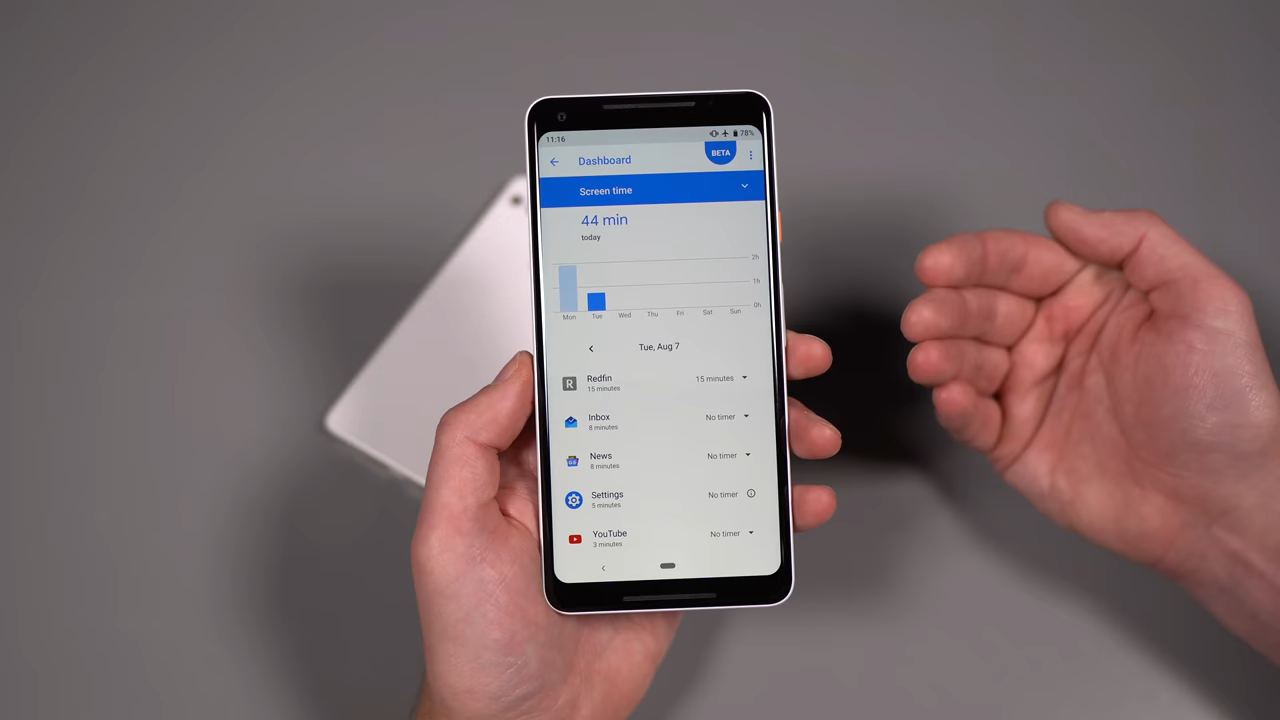 11:16 78%
Dashboard BETA
Screen time
44 min
today
2h
1h
0h
Mon Tue Wed Thu Fri Sat Sun
Tue, Aug 7
R Redfin 15 minutes
15 minutes
Inbox No timer
8 minutes
News No timer
8 minutes
Settings No timer
5 minutes
YouTube No timer
3 minutes